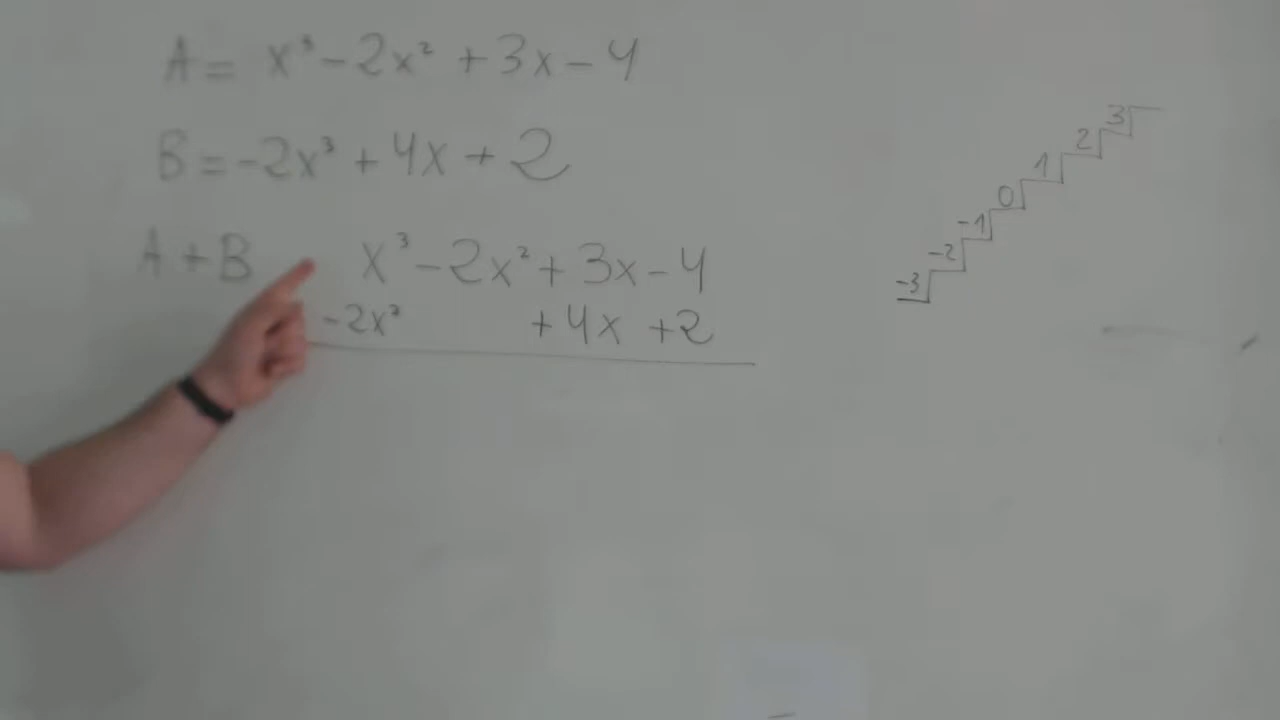 A = x³ - 2x² + 3x - 4
B = -2x³ + 4x + 2
A + B x³ - 2x² + 3x - 4
-2x³ + 4x + 2
3
2
1
0
-1
-2
-3